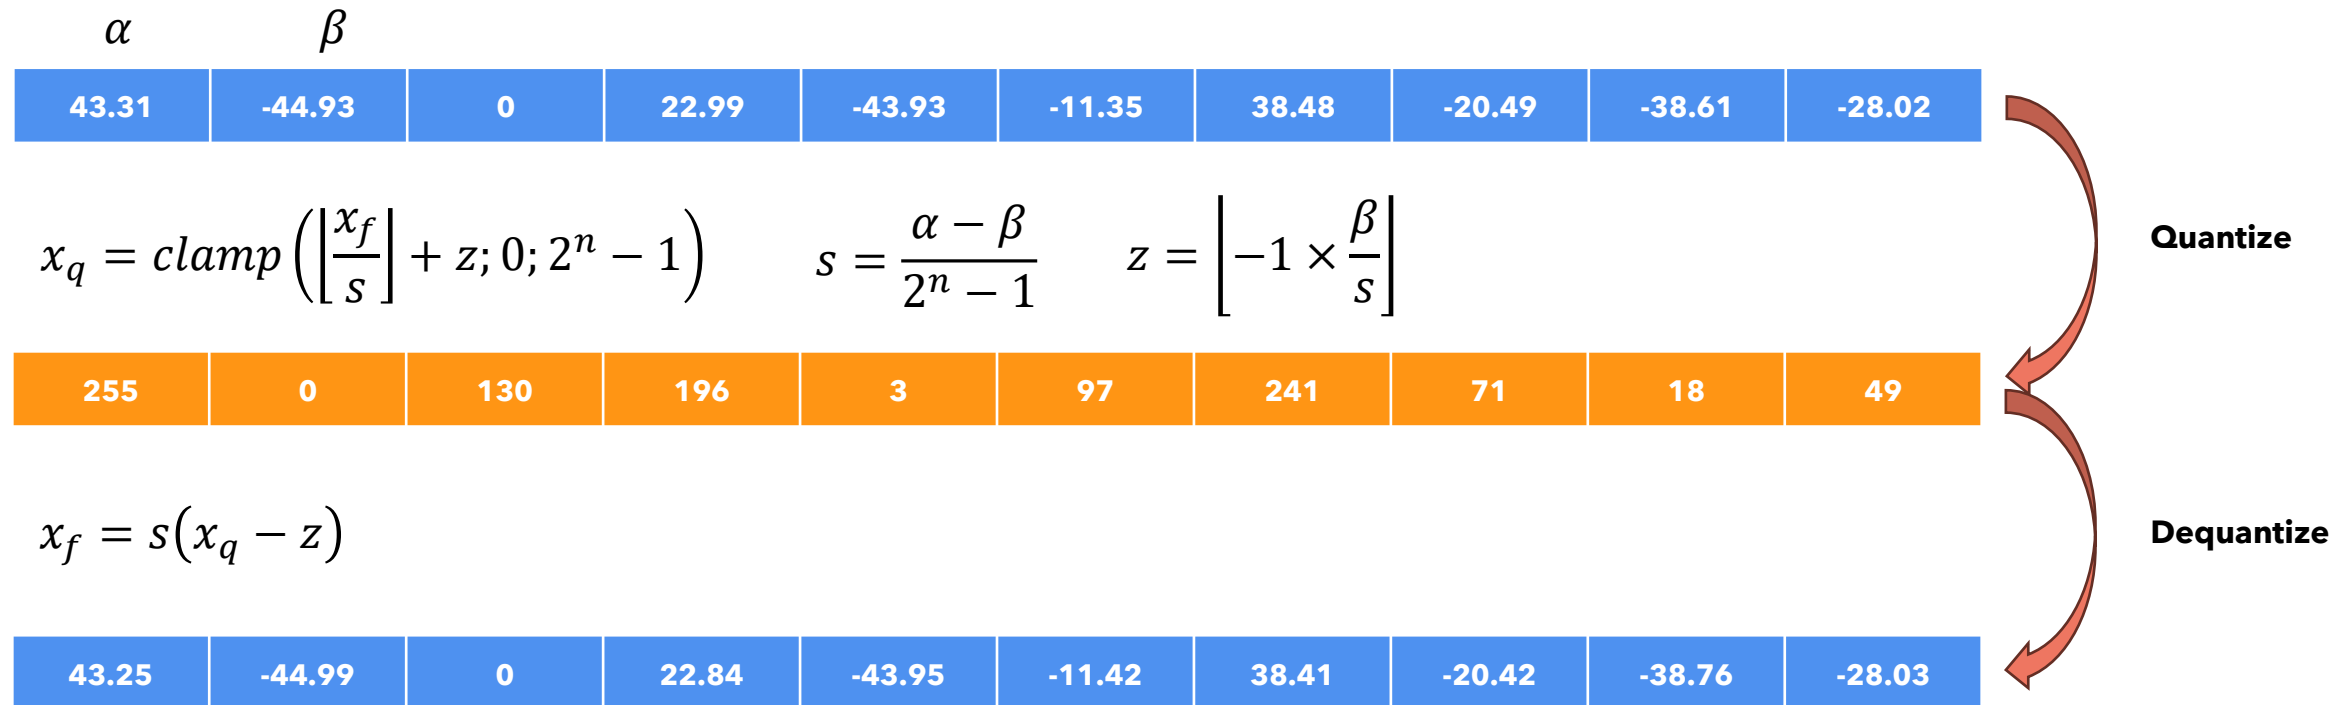 α β
43.31 -44.93 0 22.99 -43.93 -11.35 38.48 -20.49 -38.61 -28.02
x_q = clamp(⌊x_f/s⌋ + z; 0; 2^n − 1) s = (α − β)/(2^n − 1) z = ⌊−1 × β/s⌋
Quantize
255 0 130 196 3 97 241 71 18 49
x_f = s(x_q − z)
Dequantize
43.25 -44.99 0 22.84 -43.95 -11.42 38.41 -20.42 -38.76 -28.03